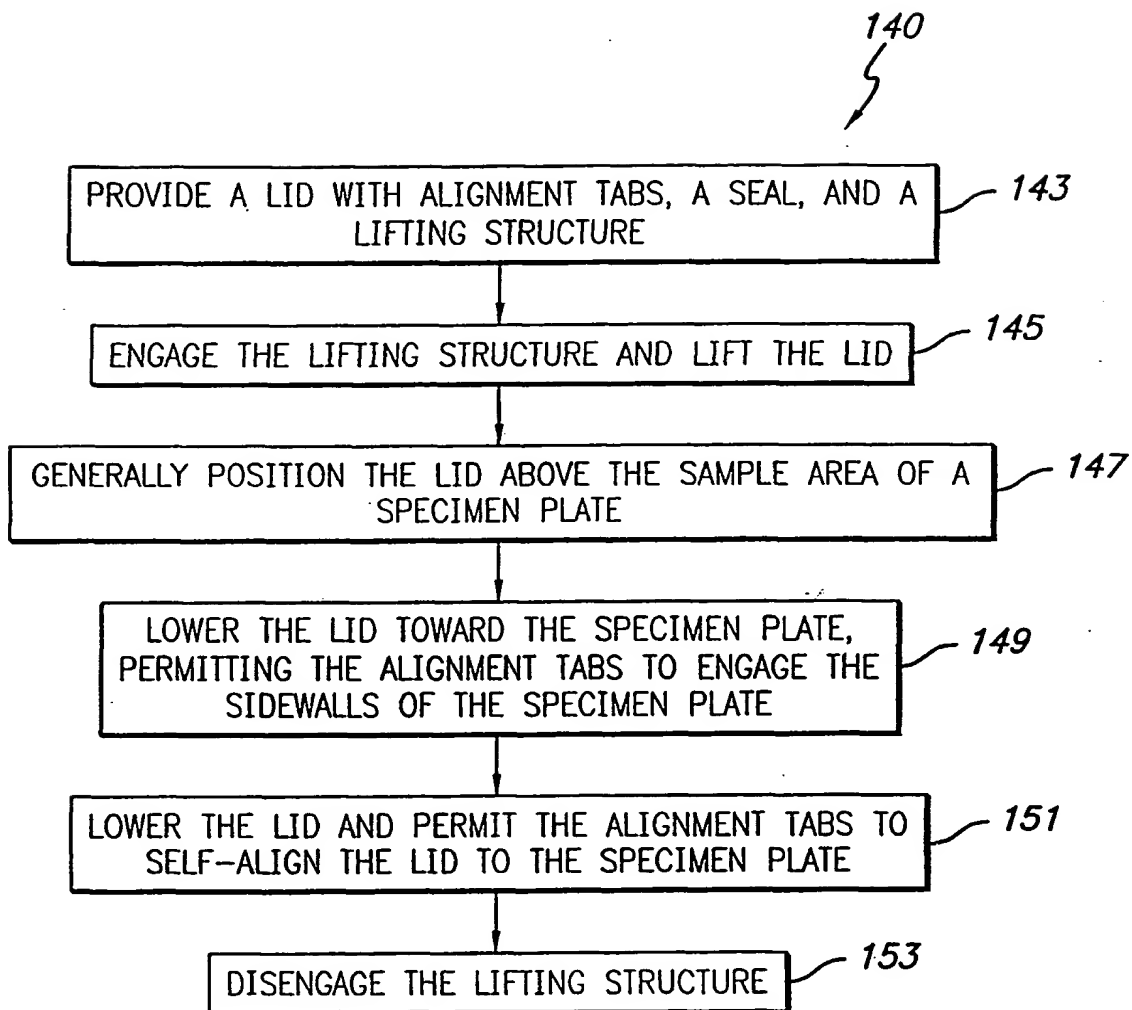 140
PROVIDE A LID WITH ALIGNMENT TABS, A SEAL, AND A
LIFTING STRUCTURE
143
ENGAGE THE LIFTING STRUCTURE AND LIFT THE LID
145
GENERALLY POSITION THE LID ABOVE THE SAMPLE AREA OF A
SPECIMEN PLATE
147
LOWER THE LID TOWARD THE SPECIMEN PLATE,
PERMITTING THE ALIGNMENT TABS TO ENGAGE THE
SIDEWALLS OF THE SPECIMEN PLATE
149
LOWER THE LID AND PERMIT THE ALIGNMENT TABS TO
SELF-ALIGN THE LID TO THE SPECIMEN PLATE
151
DISENGAGE THE LIFTING STRUCTURE
153